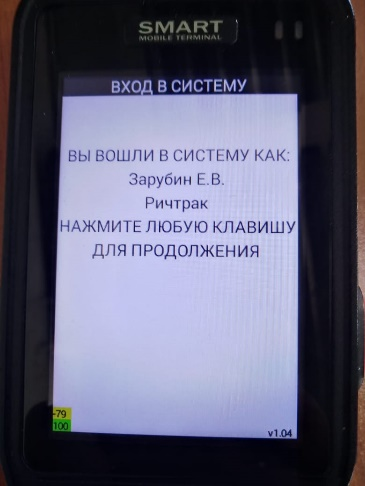 SMART
MOBILE TERMINAL
ВХОД В СИСТЕМУ
ВЫ ВОШЛИ В СИСТЕМУ КАК:
Зарубин Е.В.
Ричтрак
НАЖМИТЕ ЛЮБУЮ КЛАВИШУ
ДЛЯ ПРОДОЛЖЕНИЯ
-79
100
v1.04